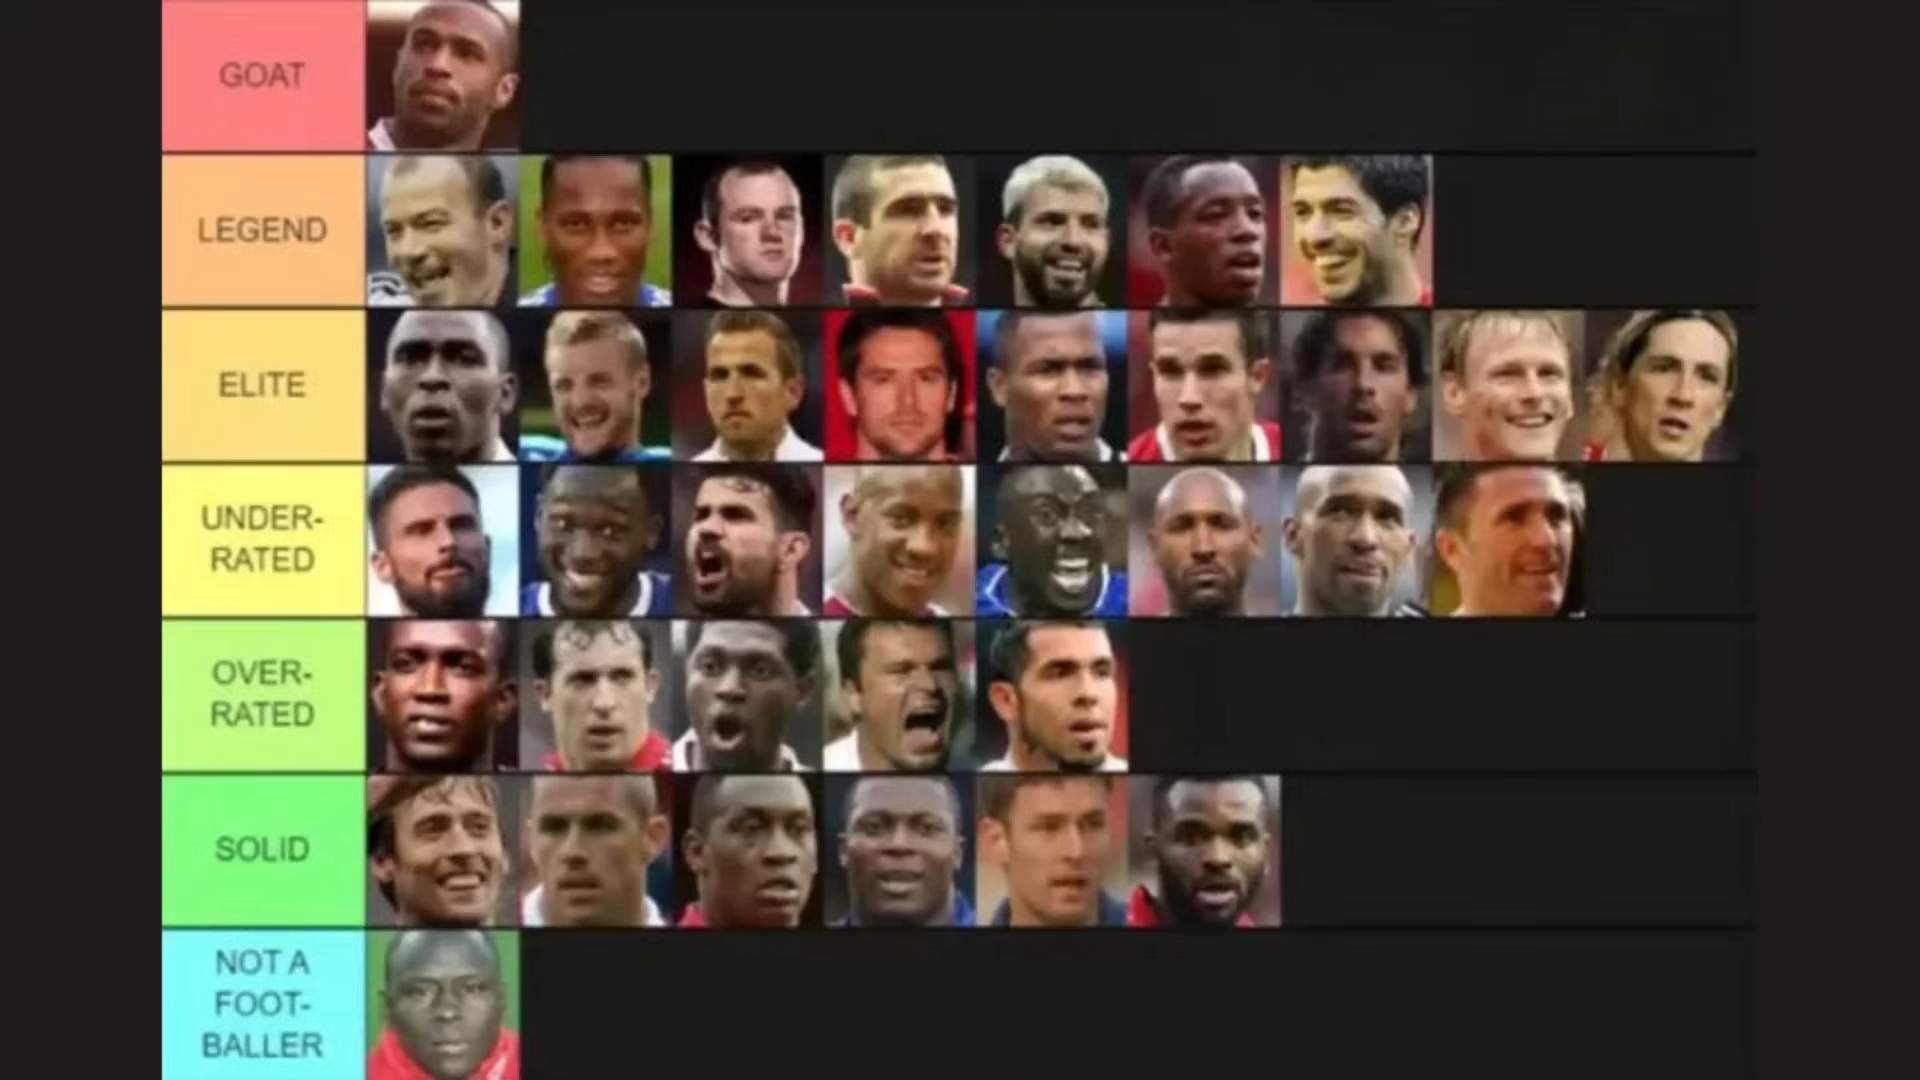 GOAT
LEGEND
ELITE
UNDER-
RATED
OVER-
RATED
SOLID
NOT A
FOOT-
BALLER